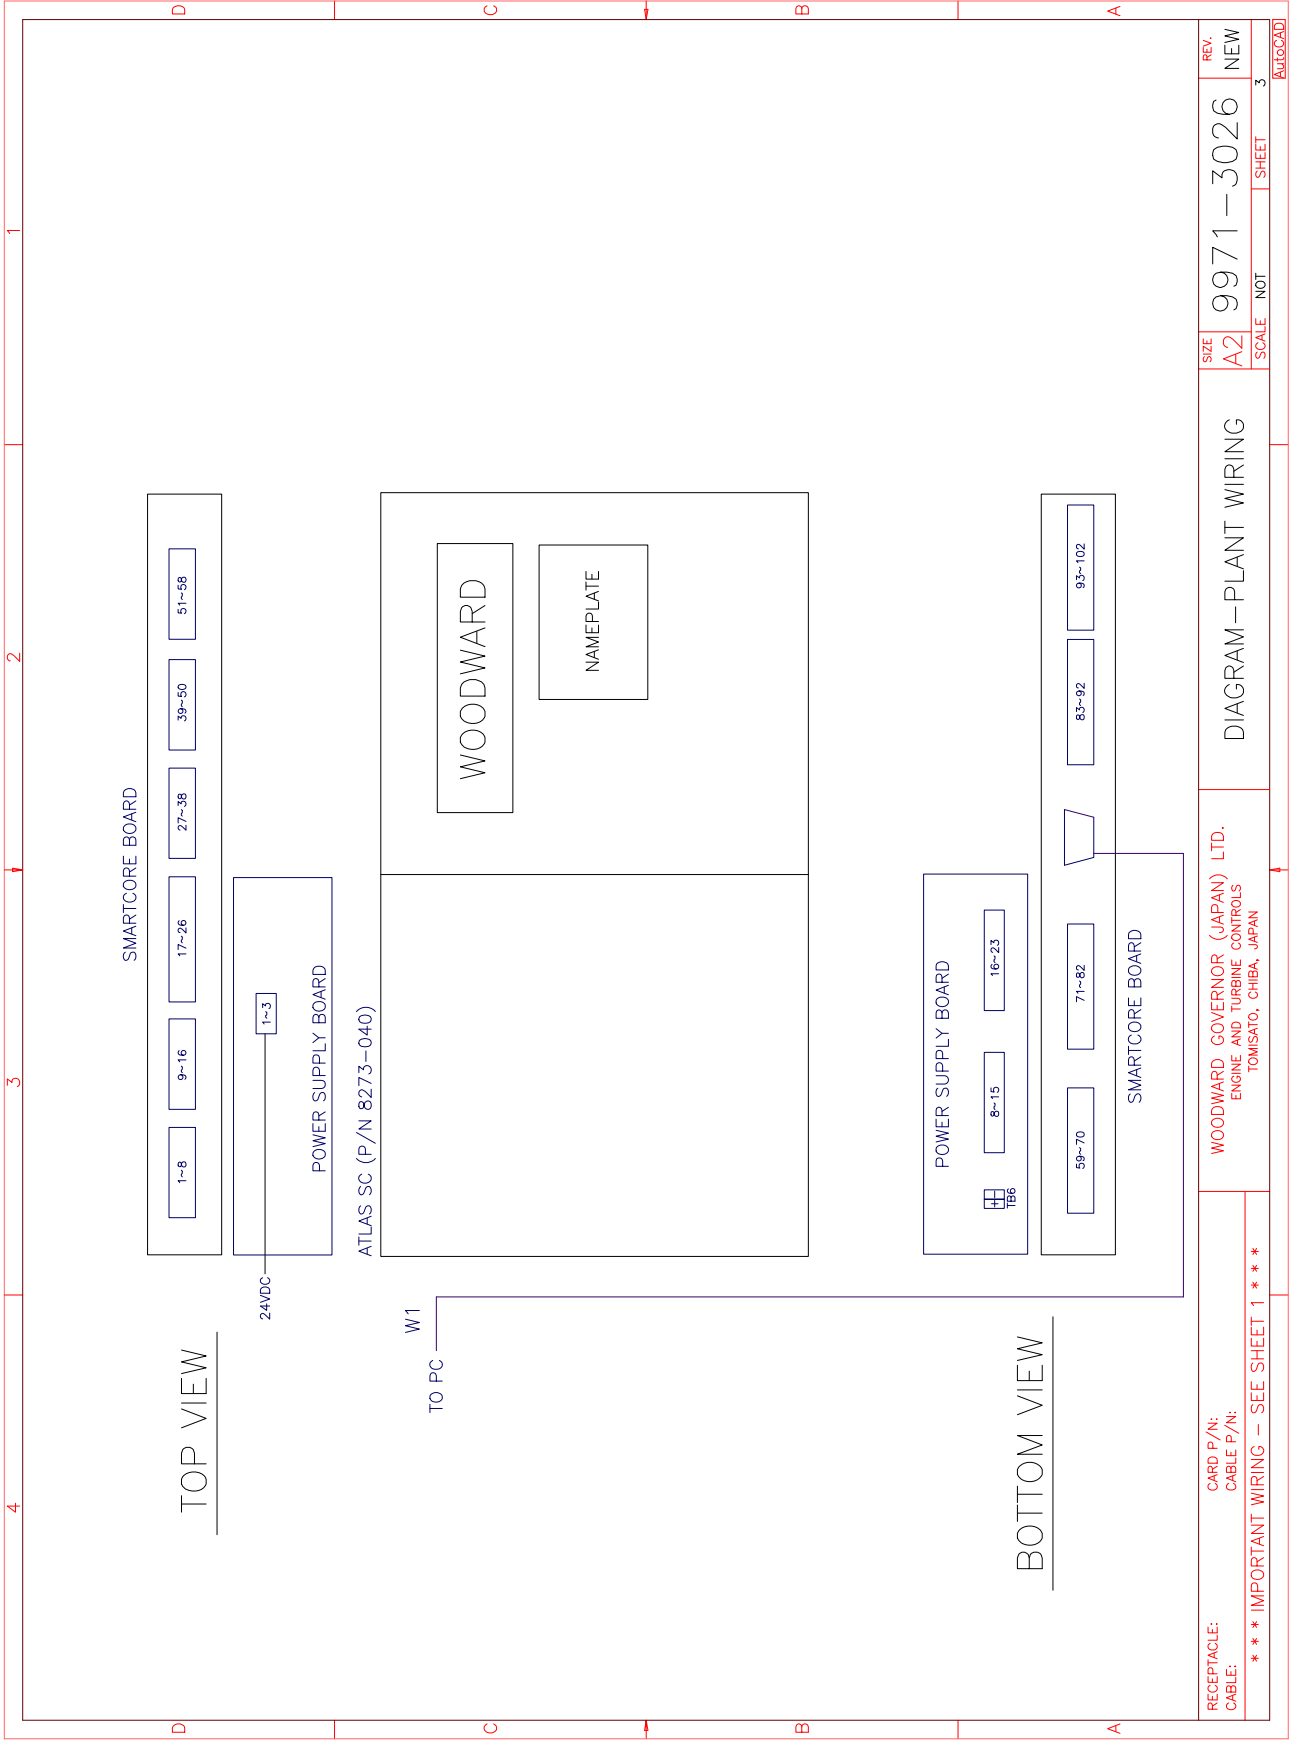 4
3
2
1
D
D
C
C
B
B
A
A
TOP VIEW
SMARTCORE BOARD
1~8
9~16
17~26
27~38
39~50
51~58
24VDC
1~3
POWER SUPPLY BOARD
ATLAS SC (P/N 8273-040)
W1
TO PC
WOODWARD
NAMEPLATE
BOTTOM VIEW
POWER SUPPLY BOARD
+ -
TB6
8~15
16~23
59~70
71~82
83~92
93~102
SMARTCORE BOARD
RECEPTACLE:
CARD P/N:
CABLE:
CABLE P/N:
* * * IMPORTANT WIRING - SEE SHEET 1 * * *
WOODWARD GOVERNOR (JAPAN) LTD.
ENGINE AND TURBINE CONTROLS
TOMISATO, CHIBA, JAPAN
DIAGRAM-PLANT WIRING
SIZE
A2
9971-3026
REV.
NEW
SCALE NOT
SHEET 3
AutoCAD